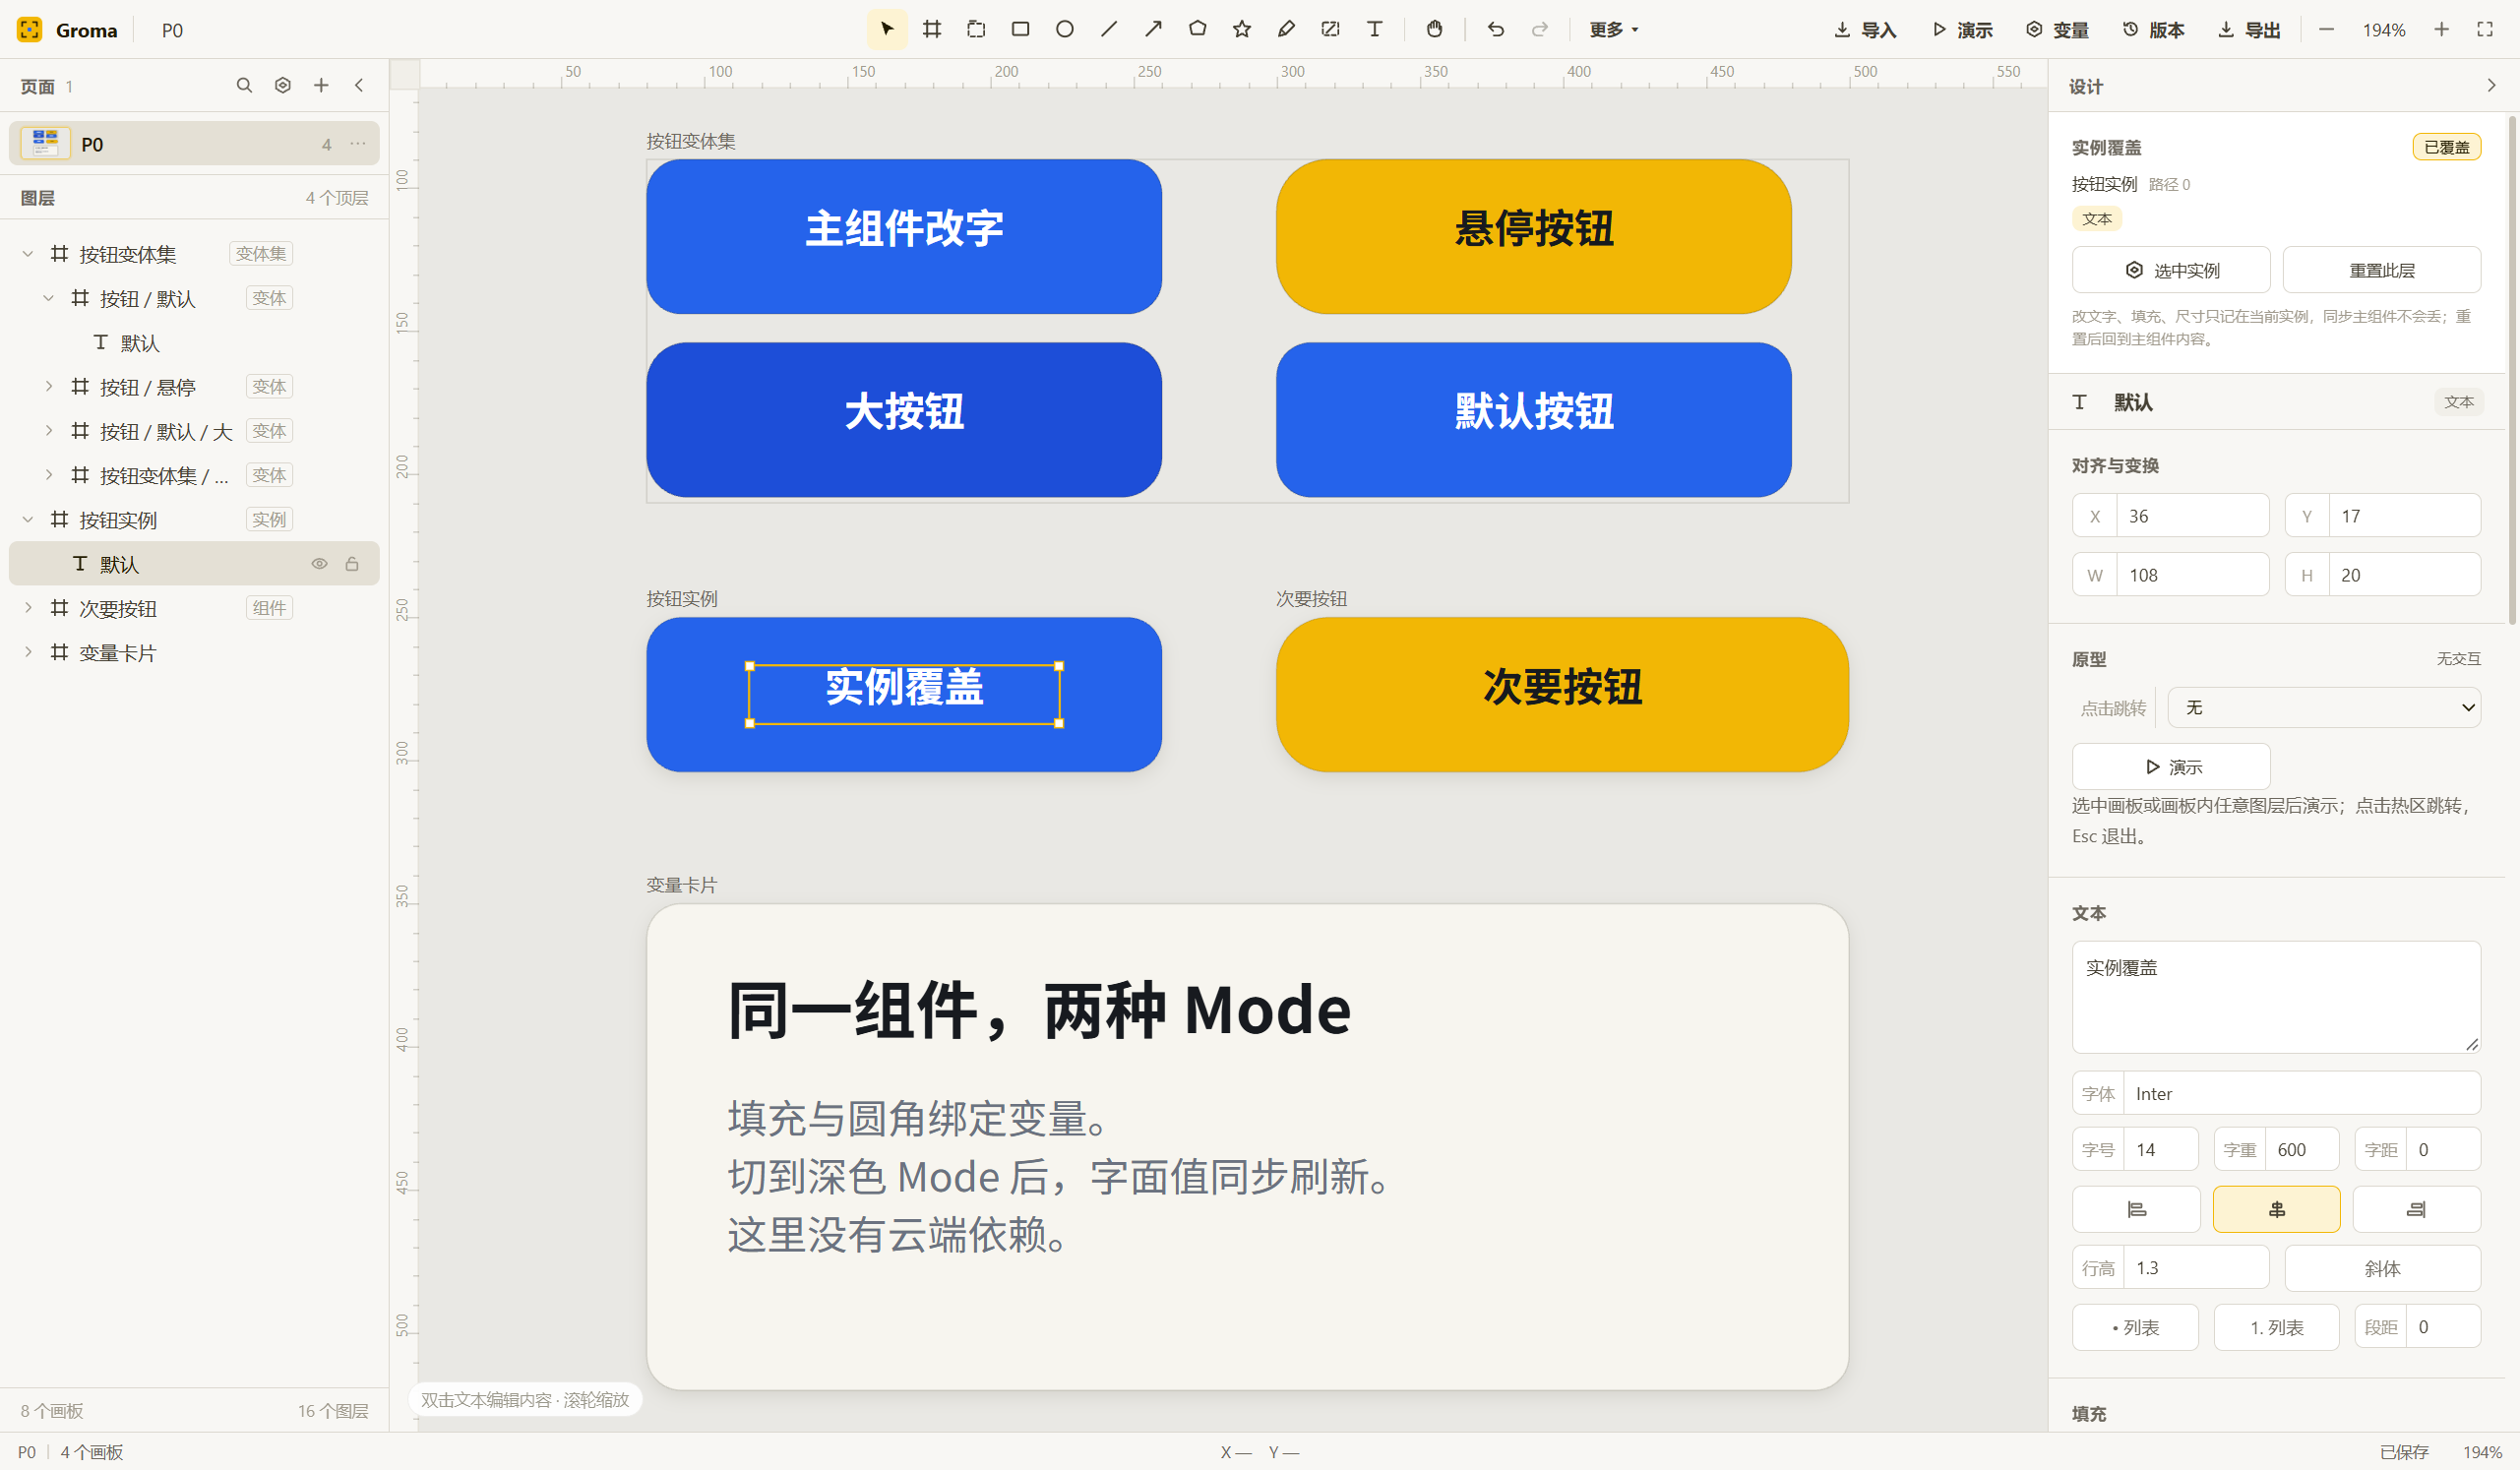 Groma
P0
更多
导入
演示
变量
版本
导出
194%
页面 1
P0
4
图层
4 个顶层
按钮变体集
变体集
按钮 / 默认
变体
默认
按钮 / 悬停
变体
按钮 / 默认 / 大
变体
按钮变体集 / ...
变体
按钮实例
实例
默认
次要按钮
组件
变量卡片
8 个画板
16 个图层
50
100
150
200
250
300
350
400
450
500
550
100
150
200
250
300
350
400
450
500
按钮变体集
主组件改字
悬停按钮
大按钮
默认按钮
按钮实例
次要按钮
实例覆盖
次要按钮
变量卡片
同一组件，两种 Mode
填充与圆角绑定变量。
切到深色 Mode 后，字面值同步刷新。
这里没有云端依赖。
双击文本编辑内容 · 滚轮缩放
设计
实例覆盖
已覆盖
按钮实例 路径 0
文本
选中实例
重置此层
改文字、填充、尺寸只记在当前实例，同步主组件不会丢；重
置后回到主组件内容。
默认
文本
对齐与变换
X 36
Y 17
W 108
H 20
原型
无交互
点击跳转
无
演示
选中画板或画板内任意图层后演示；点击热区跳转，
Esc 退出。
文本
实例覆盖
字体 Inter
字号 14
字重 600
字距 0
行高 1.3
斜体
• 列表
1. 列表
段距 0
填充
P0
4 个画板
X — Y —
已保存
194%